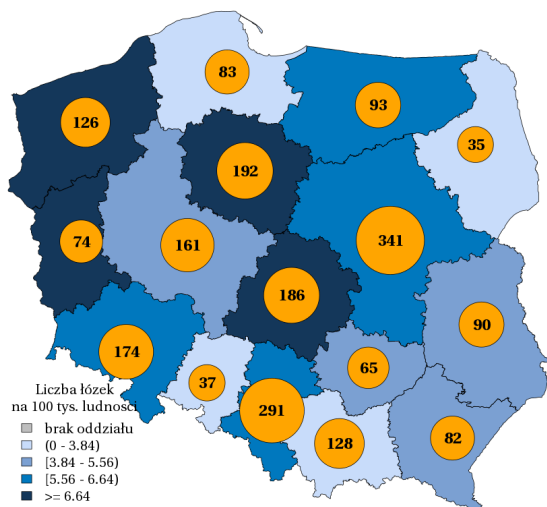 83
126
93
35
192
74
161
341
186
90
174
65
37
291
128
82
Liczba łózek
na 100 tys. ludności
brak oddziału
(0 - 3.84)
[3.84 - 5.56)
[5.56 - 6.64)
>= 6.64